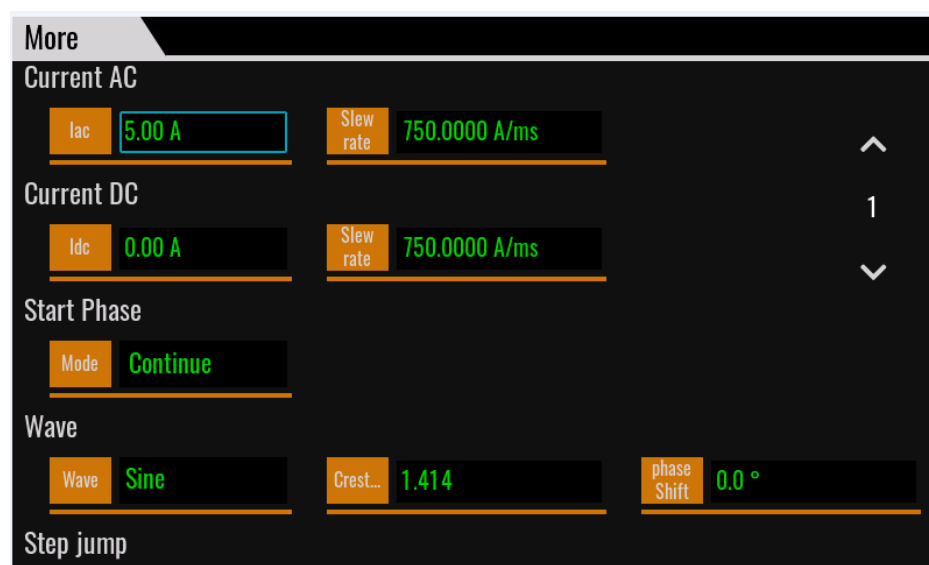 More
Current AC
Iac 5.00 A Slew rate 750.0000 A/ms
1
Current DC
Idc 0.00 A Slew rate 750.0000 A/ms
Start Phase
Mode Continue
Wave
Wave Sine Crest... 1.414 phase Shift 0.0 °
Step jump